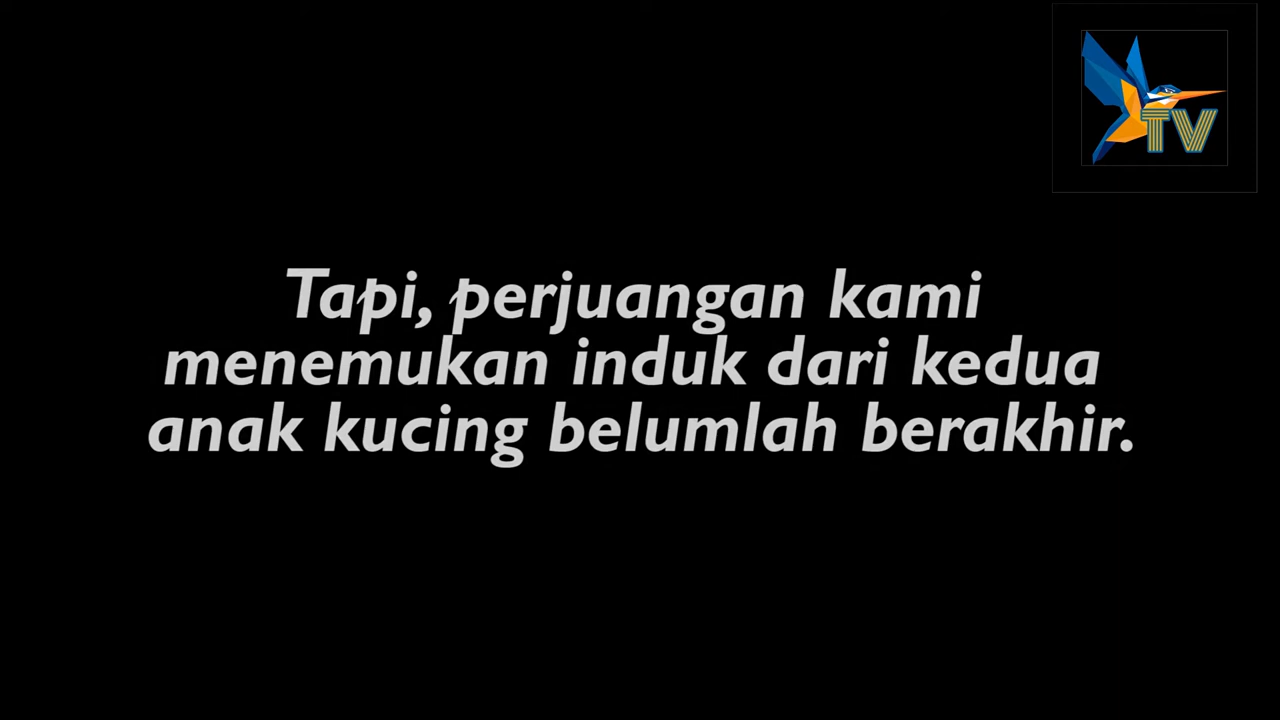 TV
Tapi, perjuangan kami
menemukan induk dari kedua
anak kucing belumlah berakhir.